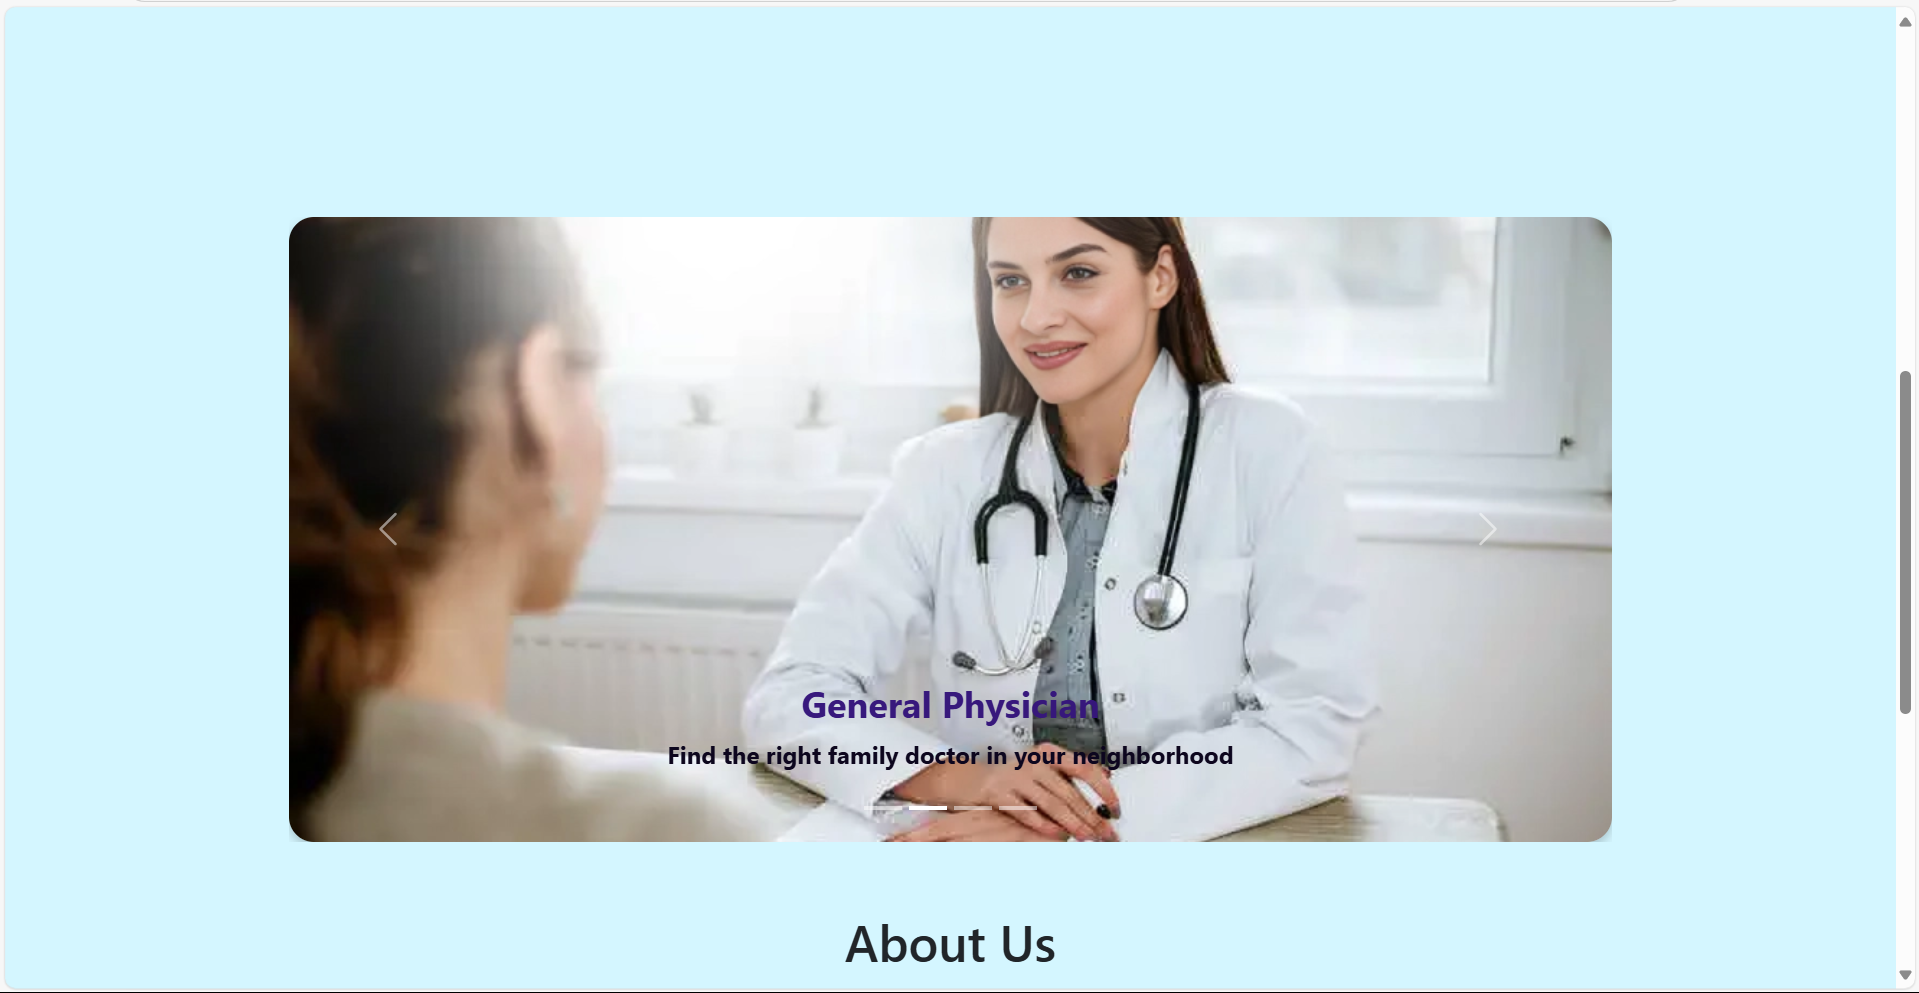 General Physician
Find the right family doctor in your neighborhood
About Us